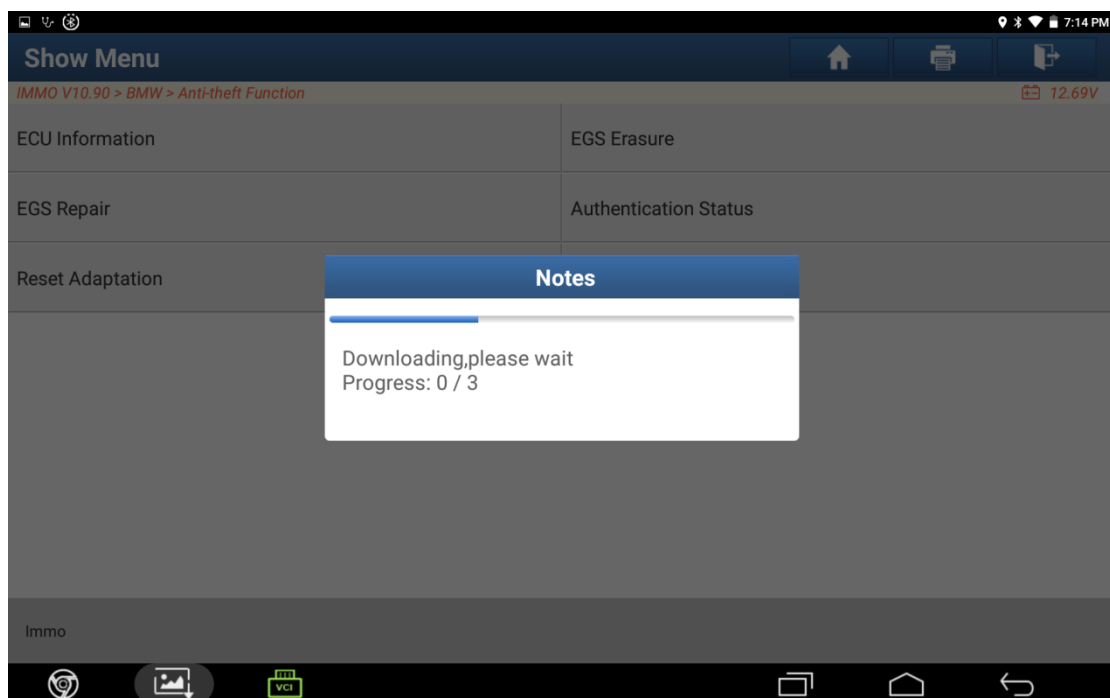 7:14 PM
Show Menu
IMMO V10.90 > BMW > Anti-theft Function
12.69V
ECU Information
EGS Erasure
EGS Repair
Authentication Status
Reset Adaptation
Notes
Downloading,please wait
Progress: 0 / 3
Immo
VCI